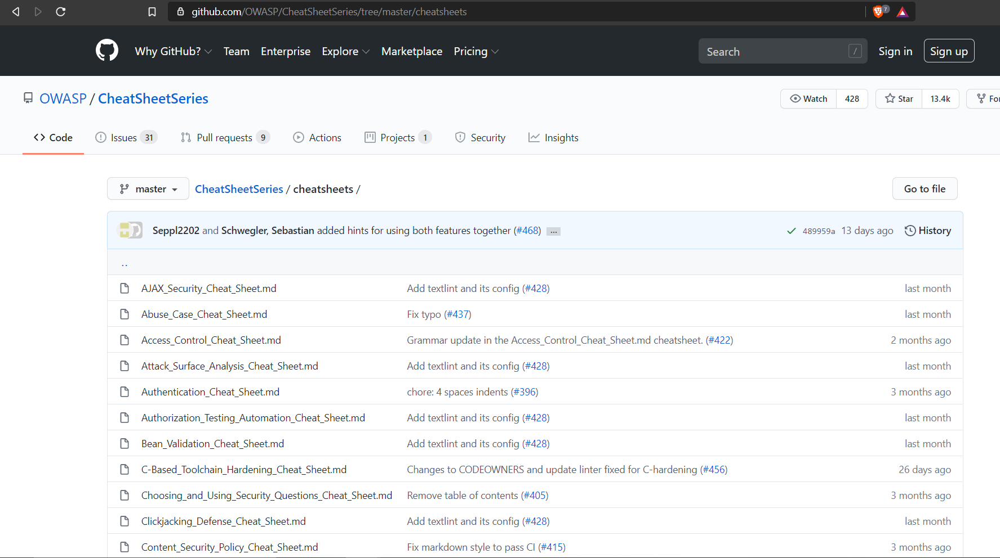 github.com/OWASP/CheatSheetSeries/tree/master/cheatsheets 7
Why GitHub? Team Enterprise Explore Marketplace Pricing Search / Sign in Sign up
OWASP / CheatSheetSeries Watch 428 Star 13.4k For
Code Issues 31 Pull requests 9 Actions Projects 1 Security Insights
master CheatSheetSeries / cheatsheets / Go to file
Seppl2202 and Schwegler, Sebastian added hints for using both features together (#468) ... 489959a 13 days ago History
..
AJAX_Security_Cheat_Sheet.md Add textlint and its config (#428) last month
Abuse_Case_Cheat_Sheet.md Fix typo (#437) last month
Access_Control_Cheat_Sheet.md Grammar update in the Access_Control_Cheat_Sheet.md cheatsheet. (#422) 2 months ago
Attack_Surface_Analysis_Cheat_Sheet.md Add textlint and its config (#428) last month
Authentication_Cheat_Sheet.md chore: 4 spaces indents (#396) 3 months ago
Authorization_Testing_Automation_Cheat_Sheet.md Add textlint and its config (#428) last month
Bean_Validation_Cheat_Sheet.md Add textlint and its config (#428) last month
C-Based_Toolchain_Hardening_Cheat_Sheet.md Changes to CODEOWNERS and update linter fixed for C-hardening (#456) 26 days ago
Choosing_and_Using_Security_Questions_Cheat_Sheet.md Remove table of contents (#405) 3 months ago
Clickjacking_Defense_Cheat_Sheet.md Add textlint and its config (#428) last month
Content_Security_Policy_Cheat_Sheet.md Fix markdown style to pass CI (#415) 3 months ago